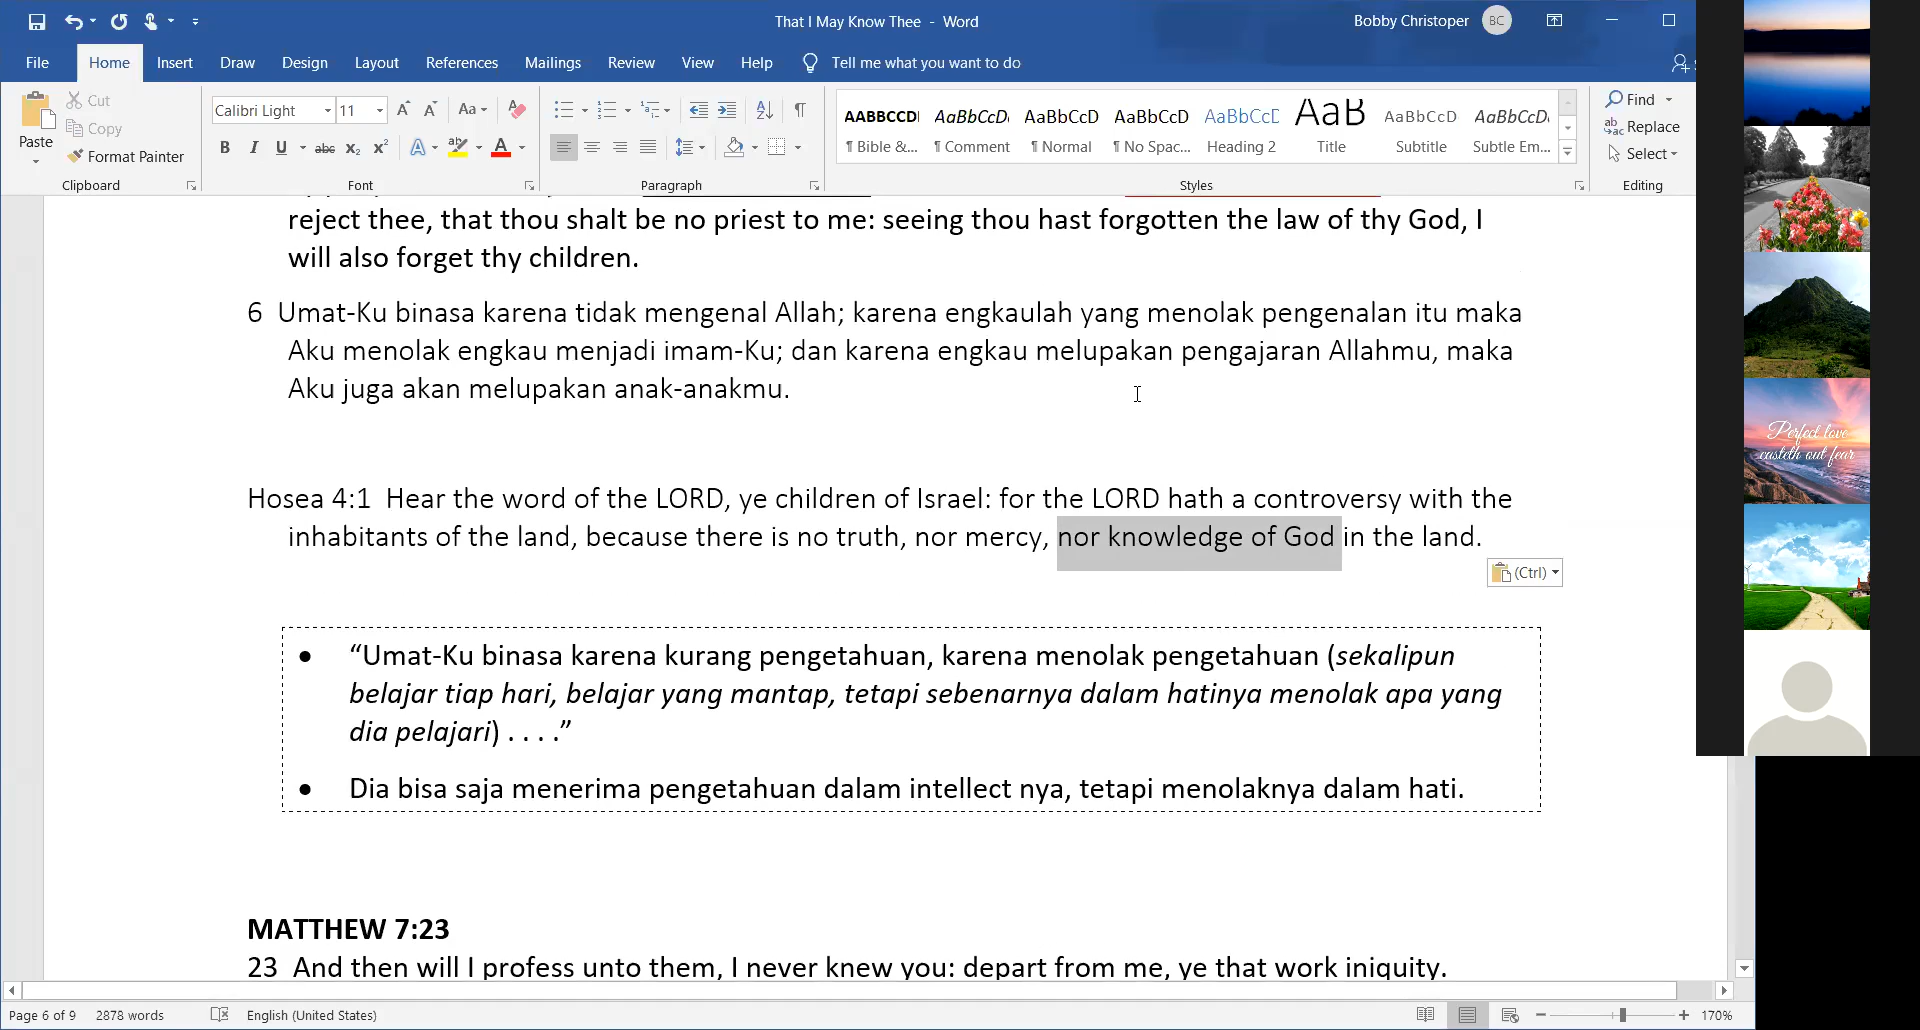 That I May Know Thee - Word
Bobby Christoper BC
File Home Insert Draw Design Layout References Mailings Review View Help Tell me what you want to do
Paste
Cut
Copy
Format Painter
Clipboard
Calibri Light 11
Font
Paragraph
AABBCCDI AaBbCcDı AaBbCcD AaBbCcD AaBbCcC AaB AaBbCcD AaBbCcDı
¶ Bible &... ¶ Comment ¶ Normal ¶ No Spac... Heading 2 Title Subtitle Subtle Em...
Styles
Find
Replace
Select
Editing
reject thee, that thou shalt be no priest to me: seeing thou hast forgotten the law of thy God, I
will also forget thy children.
6 Umat-Ku binasa karena tidak mengenal Allah; karena engkaulah yang menolak pengenalan itu maka
Aku menolak engkau menjadi imam-Ku; dan karena engkau melupakan pengajaran Allahmu, maka
Aku juga akan melupakan anak-anakmu.
Hosea 4:1 Hear the word of the LORD, ye children of Israel: for the LORD hath a controversy with the
inhabitants of the land, because there is no truth, nor mercy, nor knowledge of God in the land.
(Ctrl)
• “Umat-Ku binasa karena kurang pengetahuan, karena menolak pengetahuan (sekalipun
belajar tiap hari, belajar yang mantap, tetapi sebenarnya dalam hatinya menolak apa yang
dia pelajari) . . . .”
• Dia bisa saja menerima pengetahuan dalam intellect nya, tetapi menolaknya dalam hati.
MATTHEW 7:23
23 And then will I profess unto them, I never knew you: depart from me, ye that work iniquity.
Page 6 of 9 2878 words English (United States) 170%
Perfect love
casteth out fear